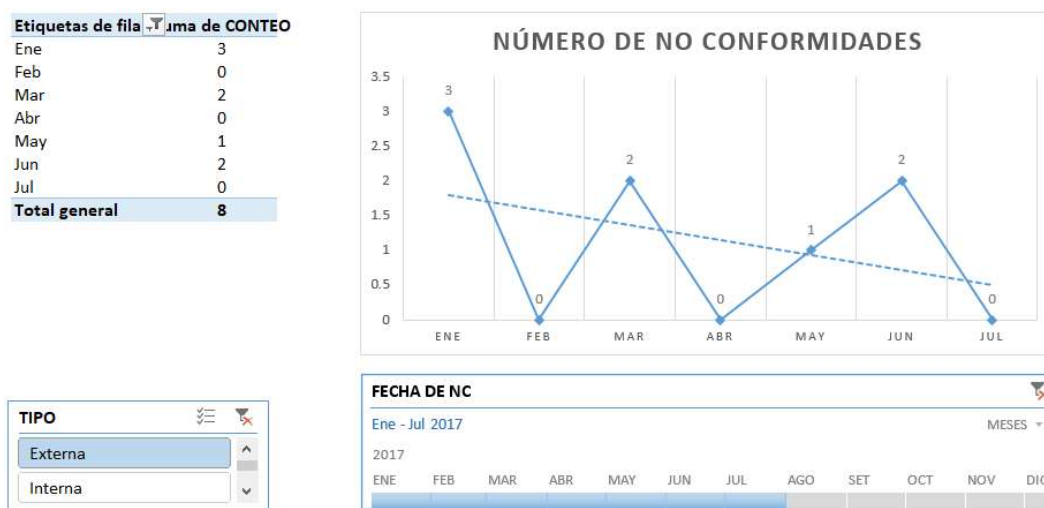 Etiquetas de fila uma de CONTEO
Ene 3
Feb 0
Mar 2
Abr 0
May 1
Jun 2
Jul 0
Total general 8
NÚMERO DE NO CONFORMIDADES
3.5
3
2.5
2
1.5
1
0.5
0
3
0
2
0
1
2
0
ENE FEB MAR ABR MAY JUN JUL
TIPO
Externa
Interna
FECHA DE NC
Ene - Jul 2017 MESES
2017
ENE FEB MAR ABR MAY JUN JUL AGO SET OCT NOV DIC